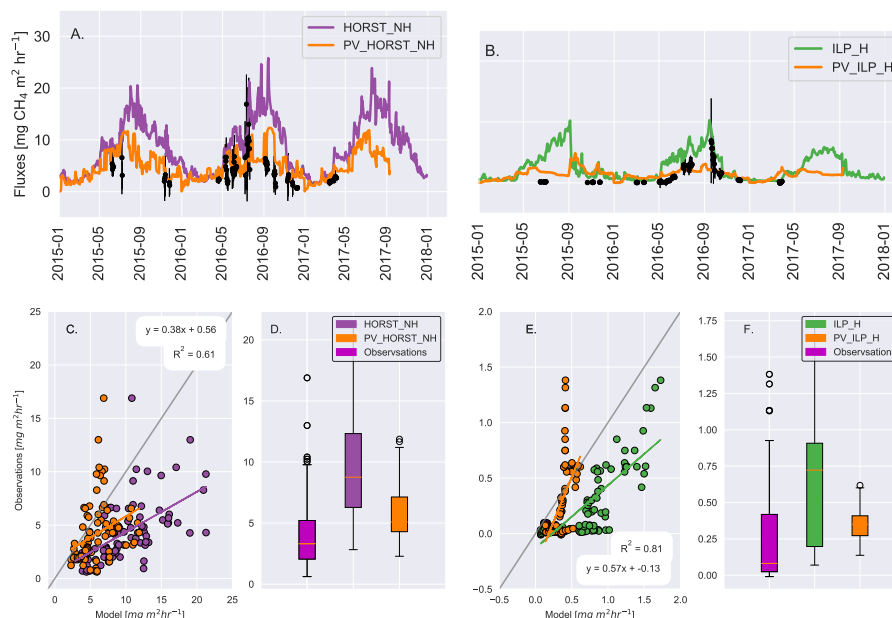 A.
HORST_NH
PV_HORST_NH
Fluxes [mg CH4 m² hr⁻¹]
30
20
10
0
2015-01
2015-05
2015-09
2016-01
2016-05
2016-09
2017-01
2017-05
2017-09
2018-01
B.
ILP_H
PV_ILP_H
2015-01
2015-05
2015-09
2016-01
2016-05
2016-09
2017-01
2017-05
2017-09
2018-01
C.
y = 0.38x + 0.56
R² = 0.61
Observations [mg m²hr⁻¹]
25
20
15
10
5
0
0
5
10
15
20
25
Model [mg m²hr⁻¹]
D.
HORST_NH
PV_HORST_NH
Observsations
20
15
10
5
0
E.
2.0
1.5
1.0
0.5
0.0
−0.5
R² = 0.81
y = 0.57x + -0.13
−0.5
0.0
0.5
1.0
1.5
2.0
Model [mg m²hr⁻¹]
F.
ILP_H
PV_ILP_H
Observation
1.75
1.50
1.25
1.00
0.75
0.50
0.25
0.00